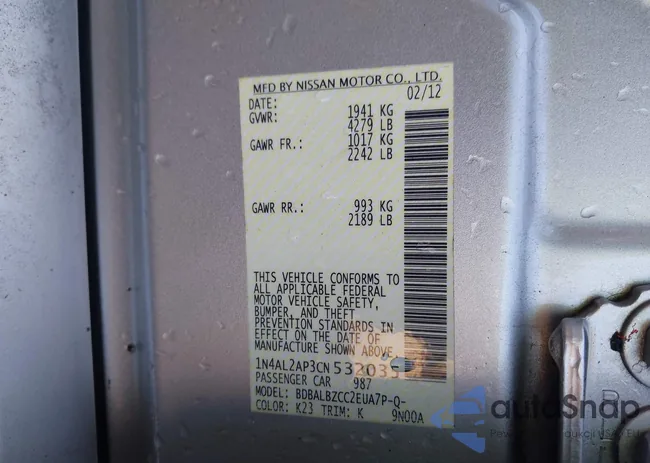 MFD BY NISSAN MOTOR CO., LTD.
DATE: 02/12
GVWR: 1941 KG
4279 LB
GAWR FR.: 1017 KG
2242 LB
GAWR RR.: 993 KG
2189 LB
THIS VEHICLE CONFORMS TO
ALL APPLICABLE FEDERAL
MOTOR VEHICLE SAFETY,
BUMPER, AND THEFT
PREVENTION STANDARDS IN
EFFECT ON THE DATE OF
MANUFACTURE SHOWN ABOVE.
PASSENGER CAR 987
MODEL: BDBALBZCC2EUA7P-Q-
COLOR: K23 TRIM: K 9N00A
autoSnap